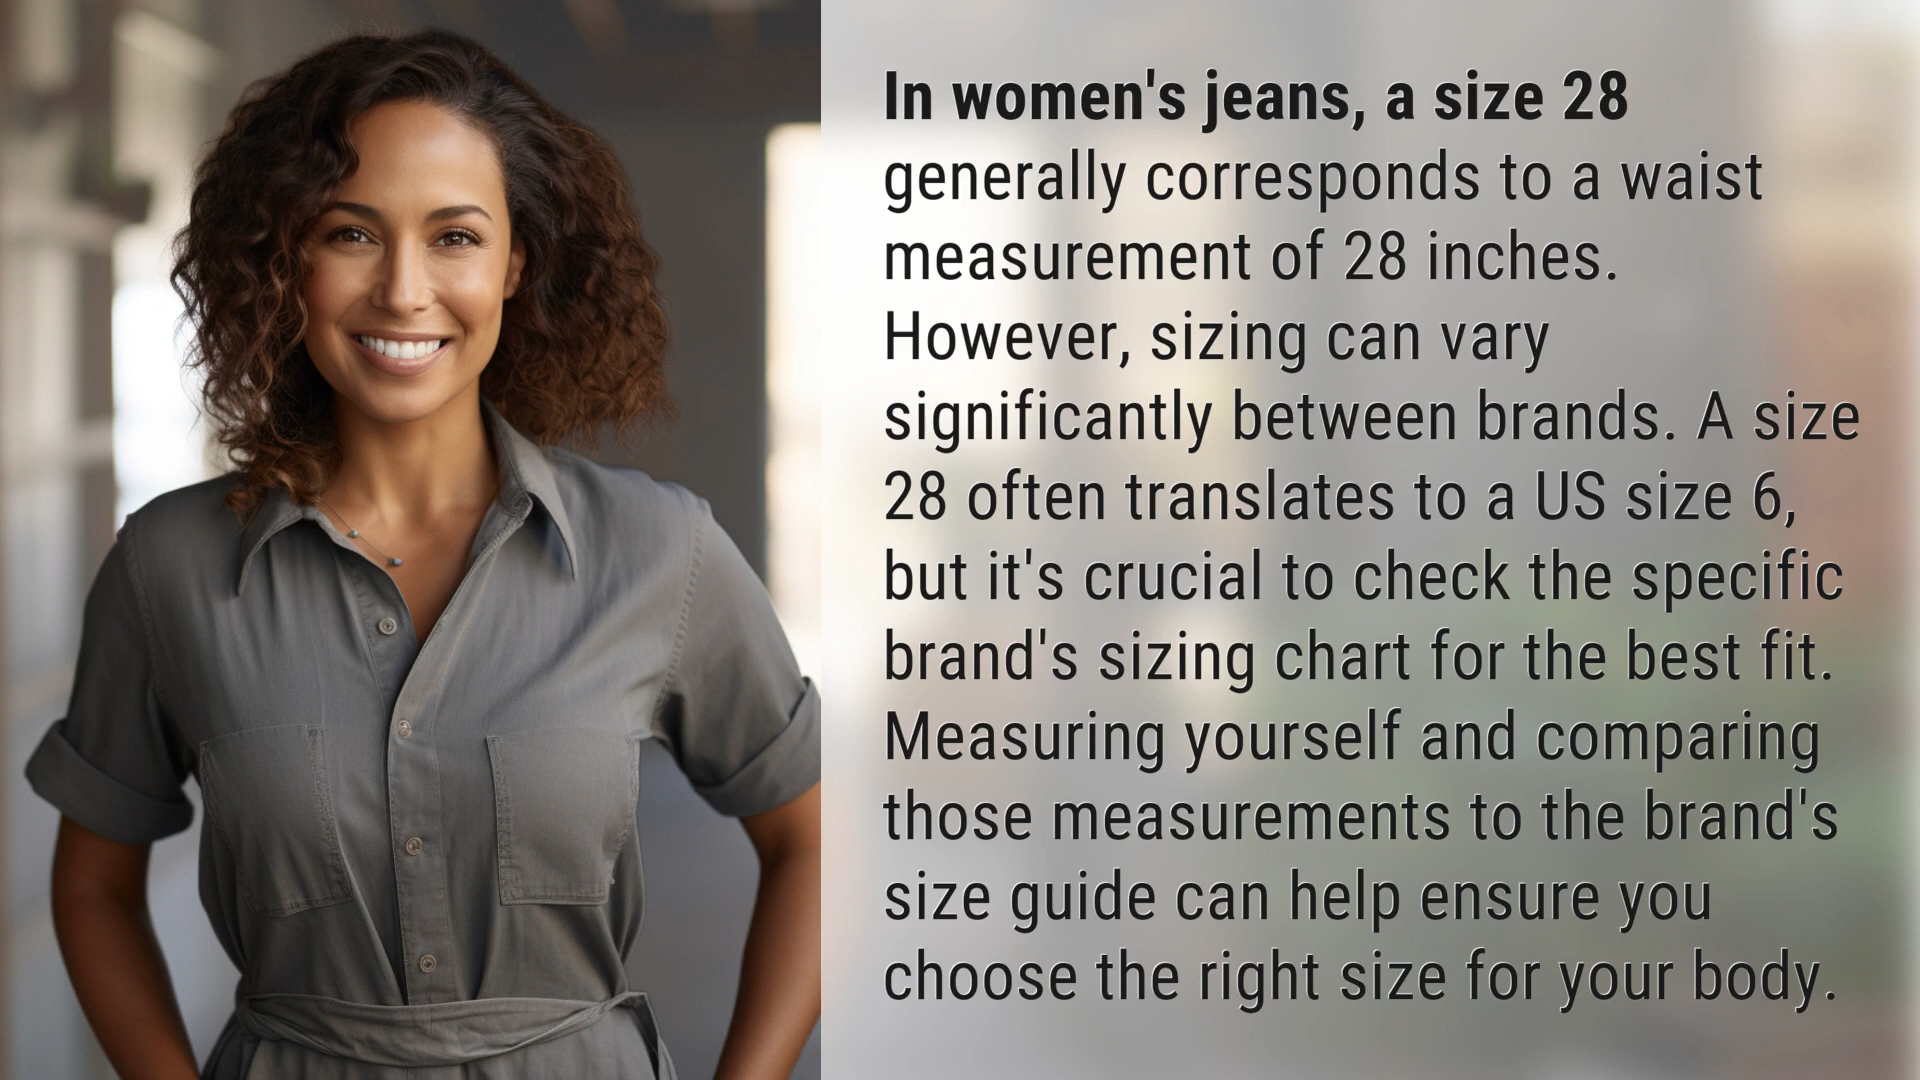 In women's jeans, a size 28
generally corresponds to a waist
measurement of 28 inches.
However, sizing can vary
significantly between brands. A size
28 often translates to a US size 6,
but it's crucial to check the specific
brand's sizing chart for the best fit.
Measuring yourself and comparing
those measurements to the brand's
size guide can help ensure you
choose the right size for your body.